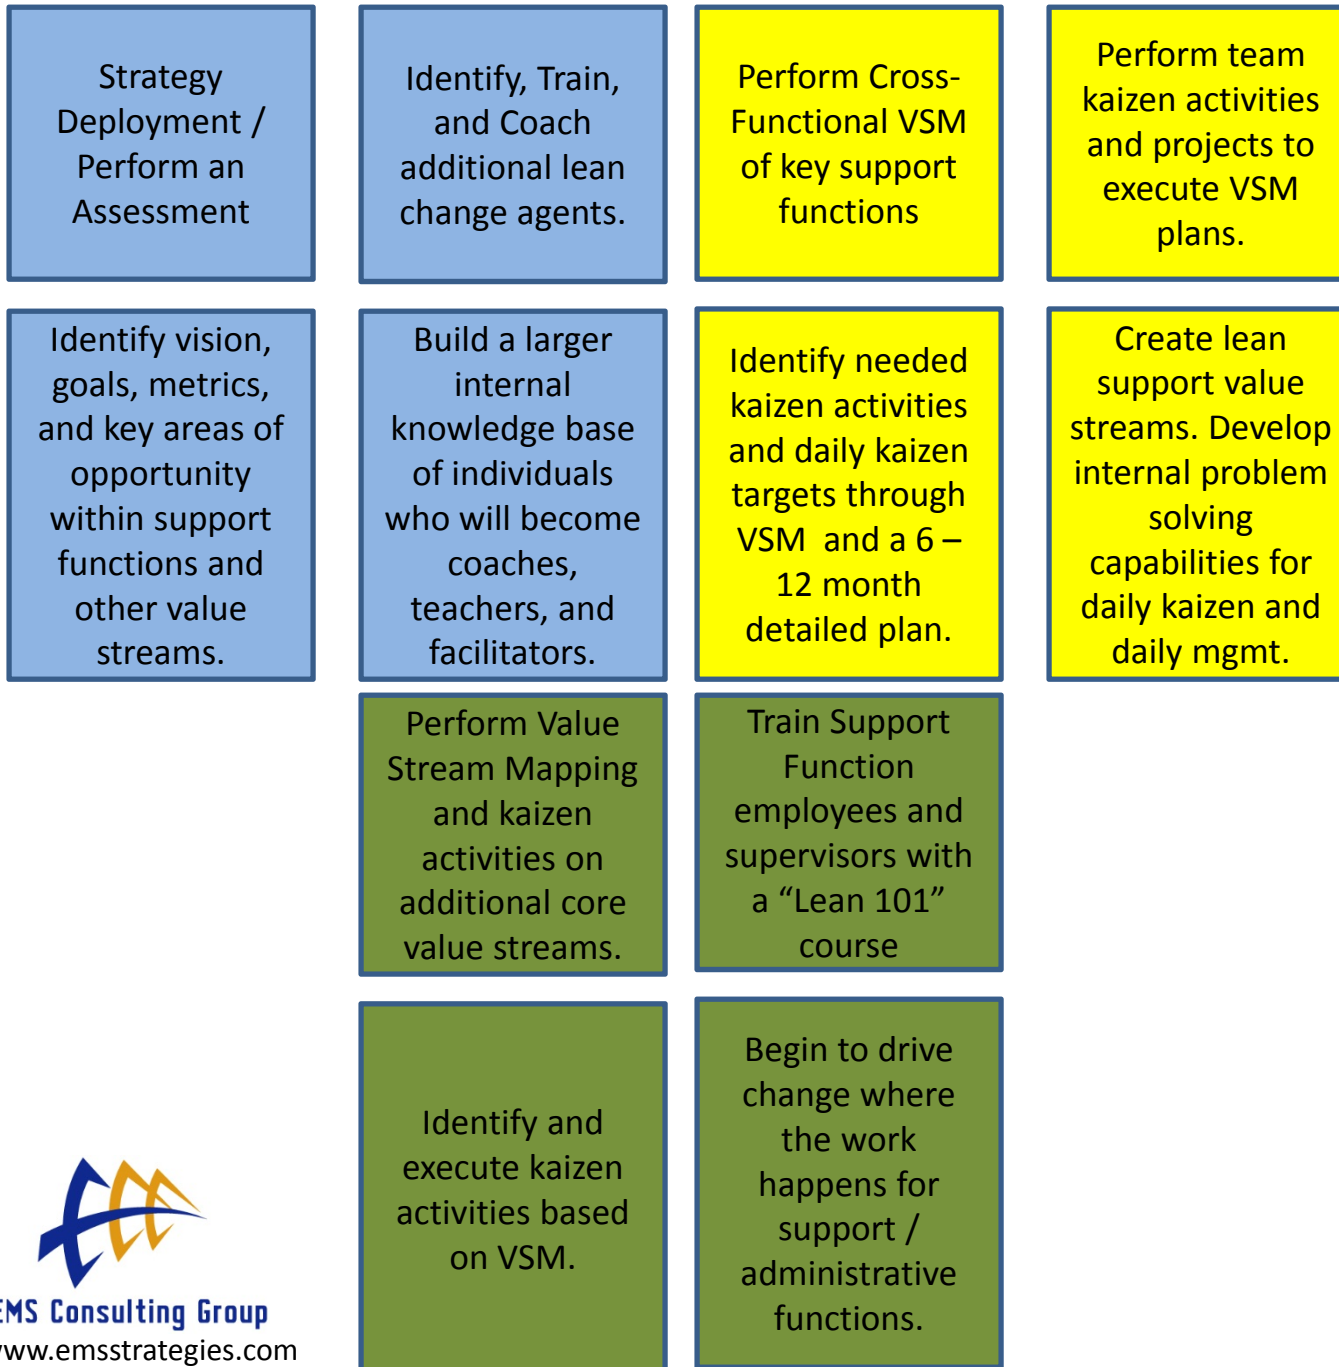 Strategy
Deployment /
Perform an
Assessment
Identify, Train,
and Coach
additional lean
change agents.
Perform Cross-
Functional VSM
of key support
functions
Perform team
kaizen activities
and projects to
execute VSM
plans.
Identify vision,
goals, metrics,
and key areas of
opportunity
within support
functions and
other value
streams.
Build a larger
internal
knowledge base
of individuals
who will become
coaches,
teachers, and
facilitators.
Identify needed
kaizen activities
and daily kaizen
targets through
VSM  and a 6 –
12 month
detailed plan.
Create lean
support value
streams. Develop
internal problem
solving
capabilities for
daily kaizen and
daily mgmt.
Perform Value
Stream Mapping
and kaizen
activities on
additional core
value streams.
Train Support
Function
employees and
supervisors with
a “Lean 101”
course
Identify and
execute kaizen
activities based
on VSM.
Begin to drive
change where
the work
happens for
support /
administrative
functions.
EMS Consulting Group
www.emsstrategies.com